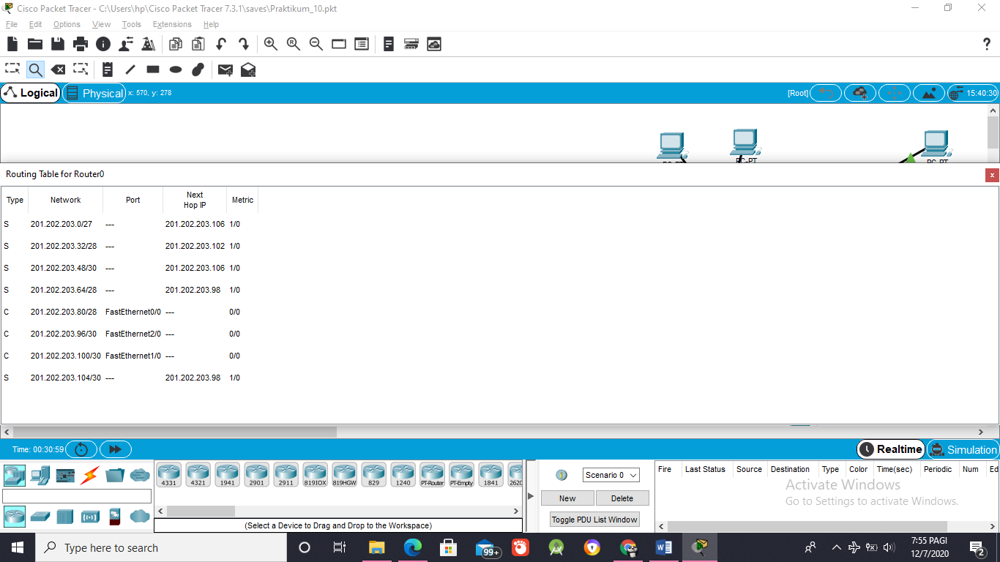 Cisco Packet Tracer - C:\Users\hp\Cisco Packet Tracer 7.3.1\saves\Praktikum_10.pkt
File Edit Options View Tools Extensions Help
Logical Physical x: 570, y: 278 [Root] 15:40:30
PC-PT
PC-PT
Routing Table for Router0 x
Type Network Port Next Hop IP Metric
S 201.202.203.0/27 --- 201.202.203.106 1/0
S 201.202.203.32/28 --- 201.202.203.102 1/0
S 201.202.203.48/30 --- 201.202.203.106 1/0
S 201.202.203.64/28 --- 201.202.203.98 1/0
C 201.202.203.80/28 FastEthernet0/0 --- 0/0
C 201.202.203.96/30 FastEthernet2/0 --- 0/0
C 201.202.203.100/30 FastEthernet1/0 --- 0/0
S 201.202.203.104/30 --- 201.202.203.98 1/0
Time: 00:30:59 Realtime Simulation
4331 4321 1941 2901 2911 819IOX 819HGW 829 1240 PT-Router PT-Empty 1841 2620
(Select a Device to Drag and Drop to the Workspace)
Scenario 0
New Delete
Toggle PDU List Window
Fire Last Status Source Destination Type Color Time(sec) Periodic Num Ed
Activate Windows
Go to Settings to activate Windows.
Type here to search
99+
7:55 PAGI
12/7/2020
2